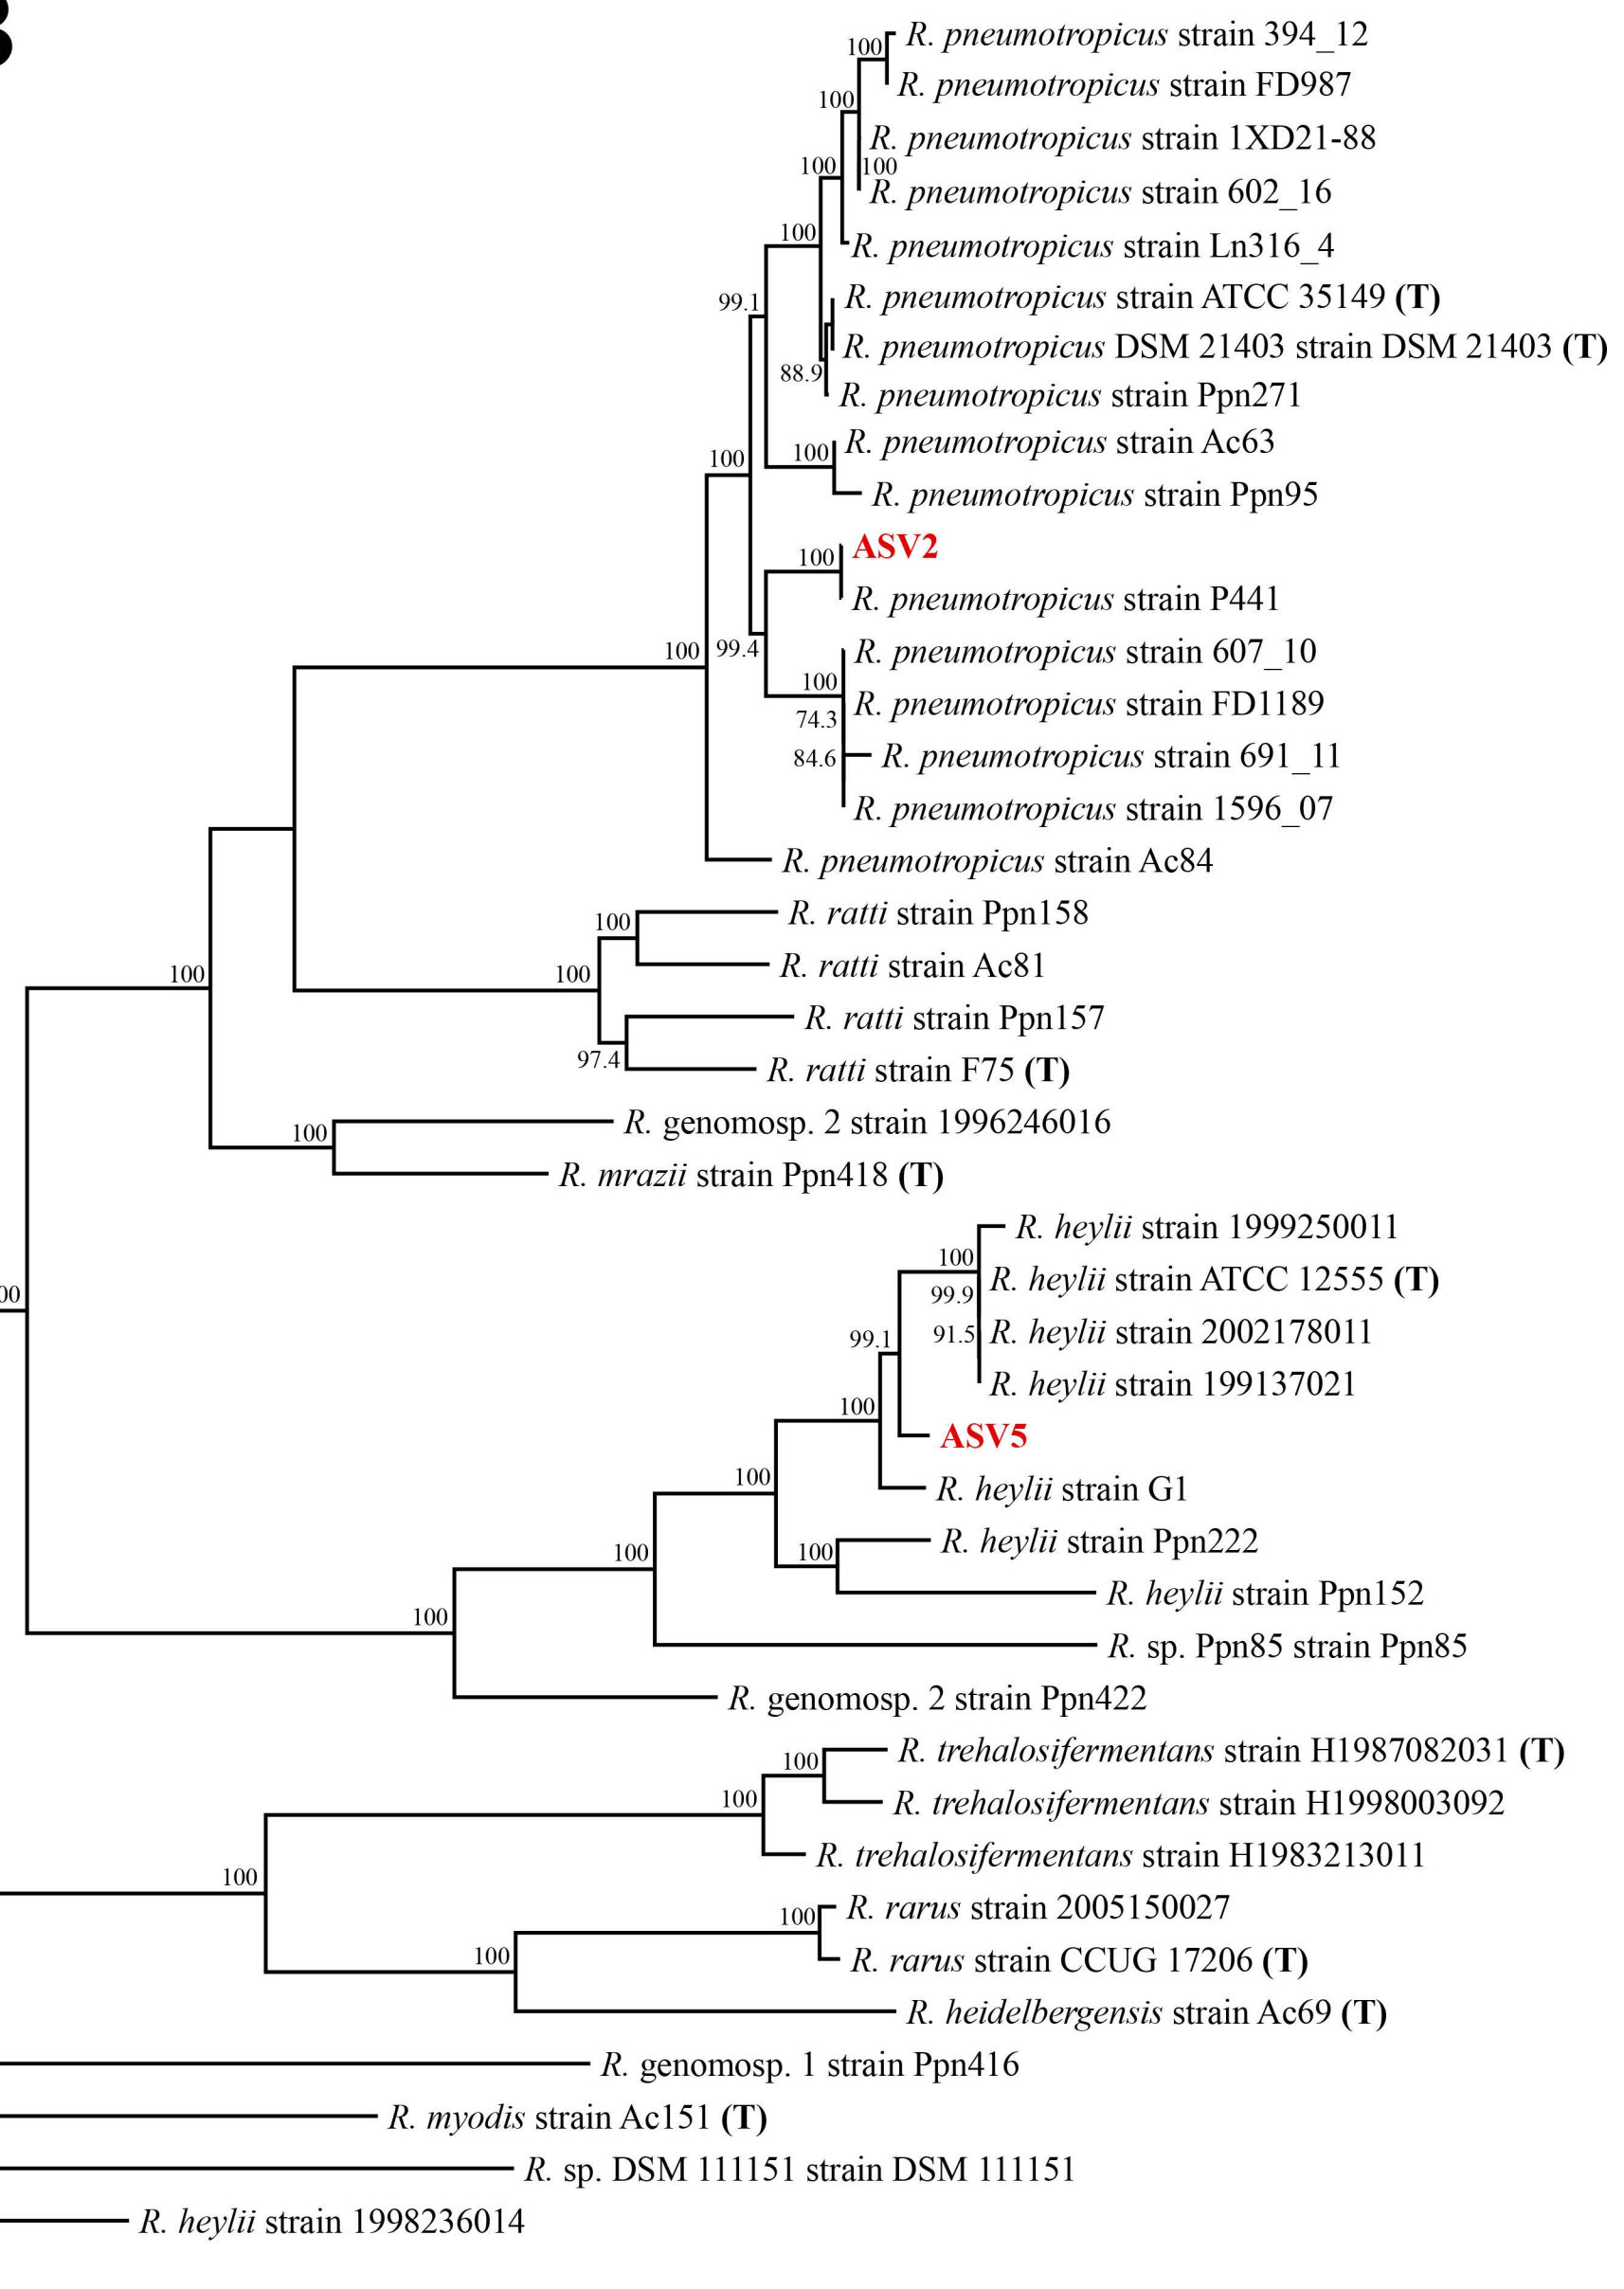 100
R. pneumotropicus strain 394_12
R. pneumotropicus strain FD987
100
R. pneumotropicus strain 1XD21-88
100
100
R. pneumotropicus strain 602_16
100
R. pneumotropicus strain Ln316_4
99.1
R. pneumotropicus strain ATCC 35149 (T)
R. pneumotropicus DSM 21403 strain DSM 21403 (T)
88.9
R. pneumotropicus strain Ppn271
R. pneumotropicus strain Ac63
100
100
R. pneumotropicus strain Ppn95
ASV2
100
R. pneumotropicus strain P441
100
99.4
R. pneumotropicus strain 607_10
100
R. pneumotropicus strain FD1189
74.3
84.6
R. pneumotropicus strain 691_11
R. pneumotropicus strain 1596_07
R. pneumotropicus strain Ac84
100
R. ratti strain Ppn158
R. ratti strain Ac81
100
100
R. ratti strain Ppn157
97.4
R. ratti strain F75 (T)
100
R. genomosp. 2 strain 1996246016
R. mrazii strain Ppn418 (T)
R. heylii strain 1999250011
100
R. heylii strain ATCC 12555 (T)
00
99.9
99.1
91.5
R. heylii strain 2002178011
R. heylii strain 199137021
100
ASV5
100
R. heylii strain G1
100
100
R. heylii strain Ppn222
R. heylii strain Ppn152
100
R. sp. Ppn85 strain Ppn85
R. genomosp. 2 strain Ppn422
100
R. trehalosifermentans strain H1987082031 (T)
100
R. trehalosifermentans strain H1998003092
R. trehalosifermentans strain H1983213011
100
100
R. rarus strain 2005150027
100
R. rarus strain CCUG 17206 (T)
R. heidelbergensis strain Ac69 (T)
R. genomosp. 1 strain Ppn416
R. myodis strain Ac151 (T)
R. sp. DSM 111151 strain DSM 111151
R. heylii strain 1998236014